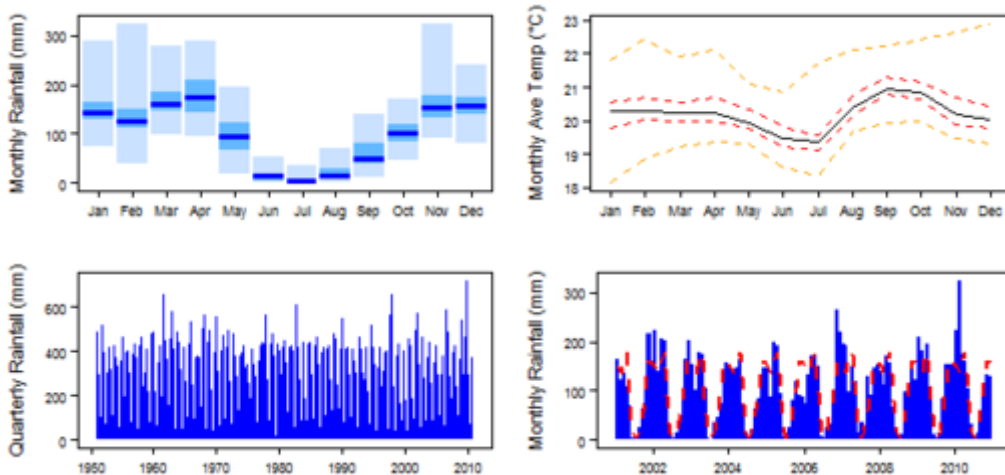 Monthly Rainfall (mm)
300
200
100
0
Jan Feb Mar Apr May Jun Jul Aug Sep Oct Nov Dec
Monthly Ave Temp (°C)
23
22
21
20
19
18
Jan Feb Mar Apr May Jun Jul Aug Sep Oct Nov Dec
Quarterly Rainfall (mm)
600
400
200
0
1950 1960 1970 1980 1990 2000 2010
Monthly Rainfall (mm)
300
200
100
0
2002 2004 2006 2008 2010